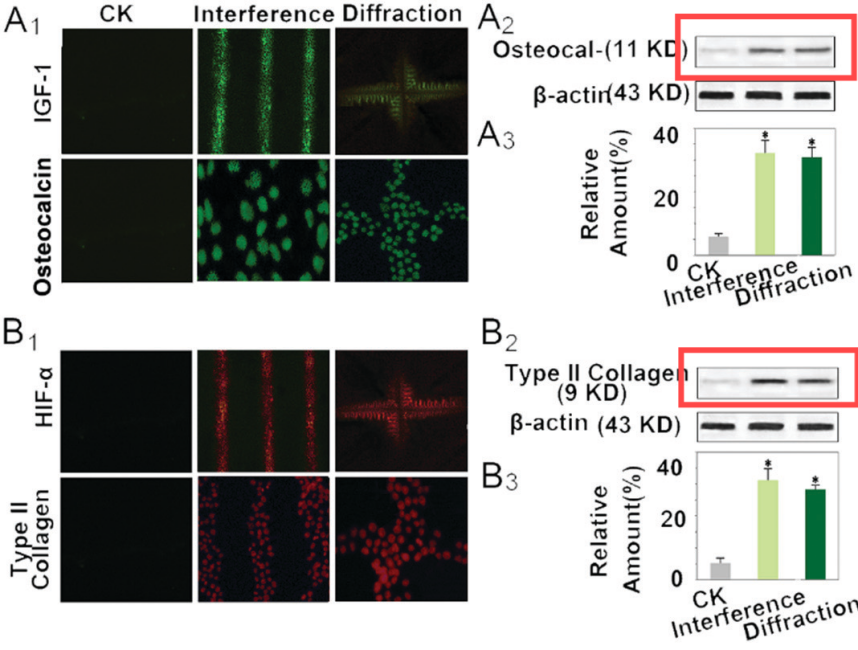 A1
CK
Interference
Diffraction
IGF-1
Osteocalcin
A2
Osteocal-(11 KD)
β-actin(43 KD)
A3
Relative
Amount(%)
40
20
0
*
*
CK
Interference
Diffraction
B1
HIF-α
Type II
Collagen
B2
Type II Collagen
(9 KD)
β-actin (43 KD)
B3
Relative
Amount(%)
40
20
0
*
*
CK
Interference
Diffraction